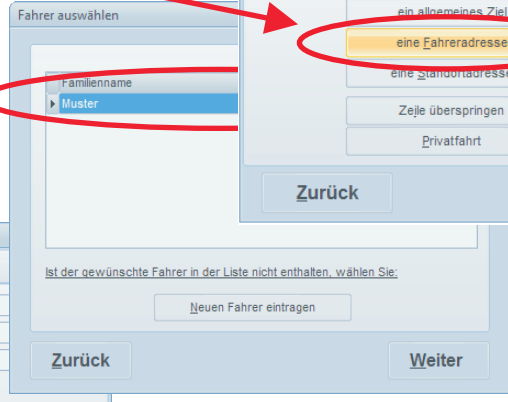 Fahrer auswählen
ein allgemeines Ziel
eine Fahreradresse
eine Standortadresse
Zeile überspringen
Privatfahrt
Zurück
Familienname
Muster
Ist der gewünschte Fahrer in der Liste nicht enthalten, wählen Sie:
Neuen Fahrer eintragen
Zurück
Weiter